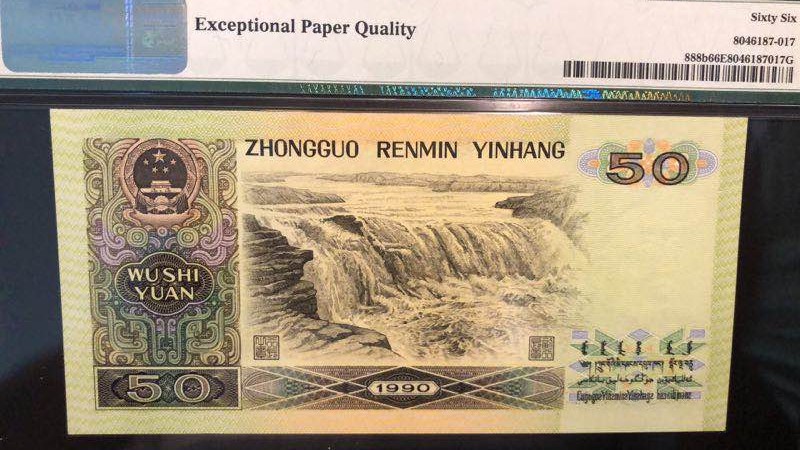 Exceptional Paper Quality
Sixty Six
8046187-017
888b66E8046187017G
ZHONGGUO RENMIN YINHANG
50
WU SHI
YUAN
50
1990